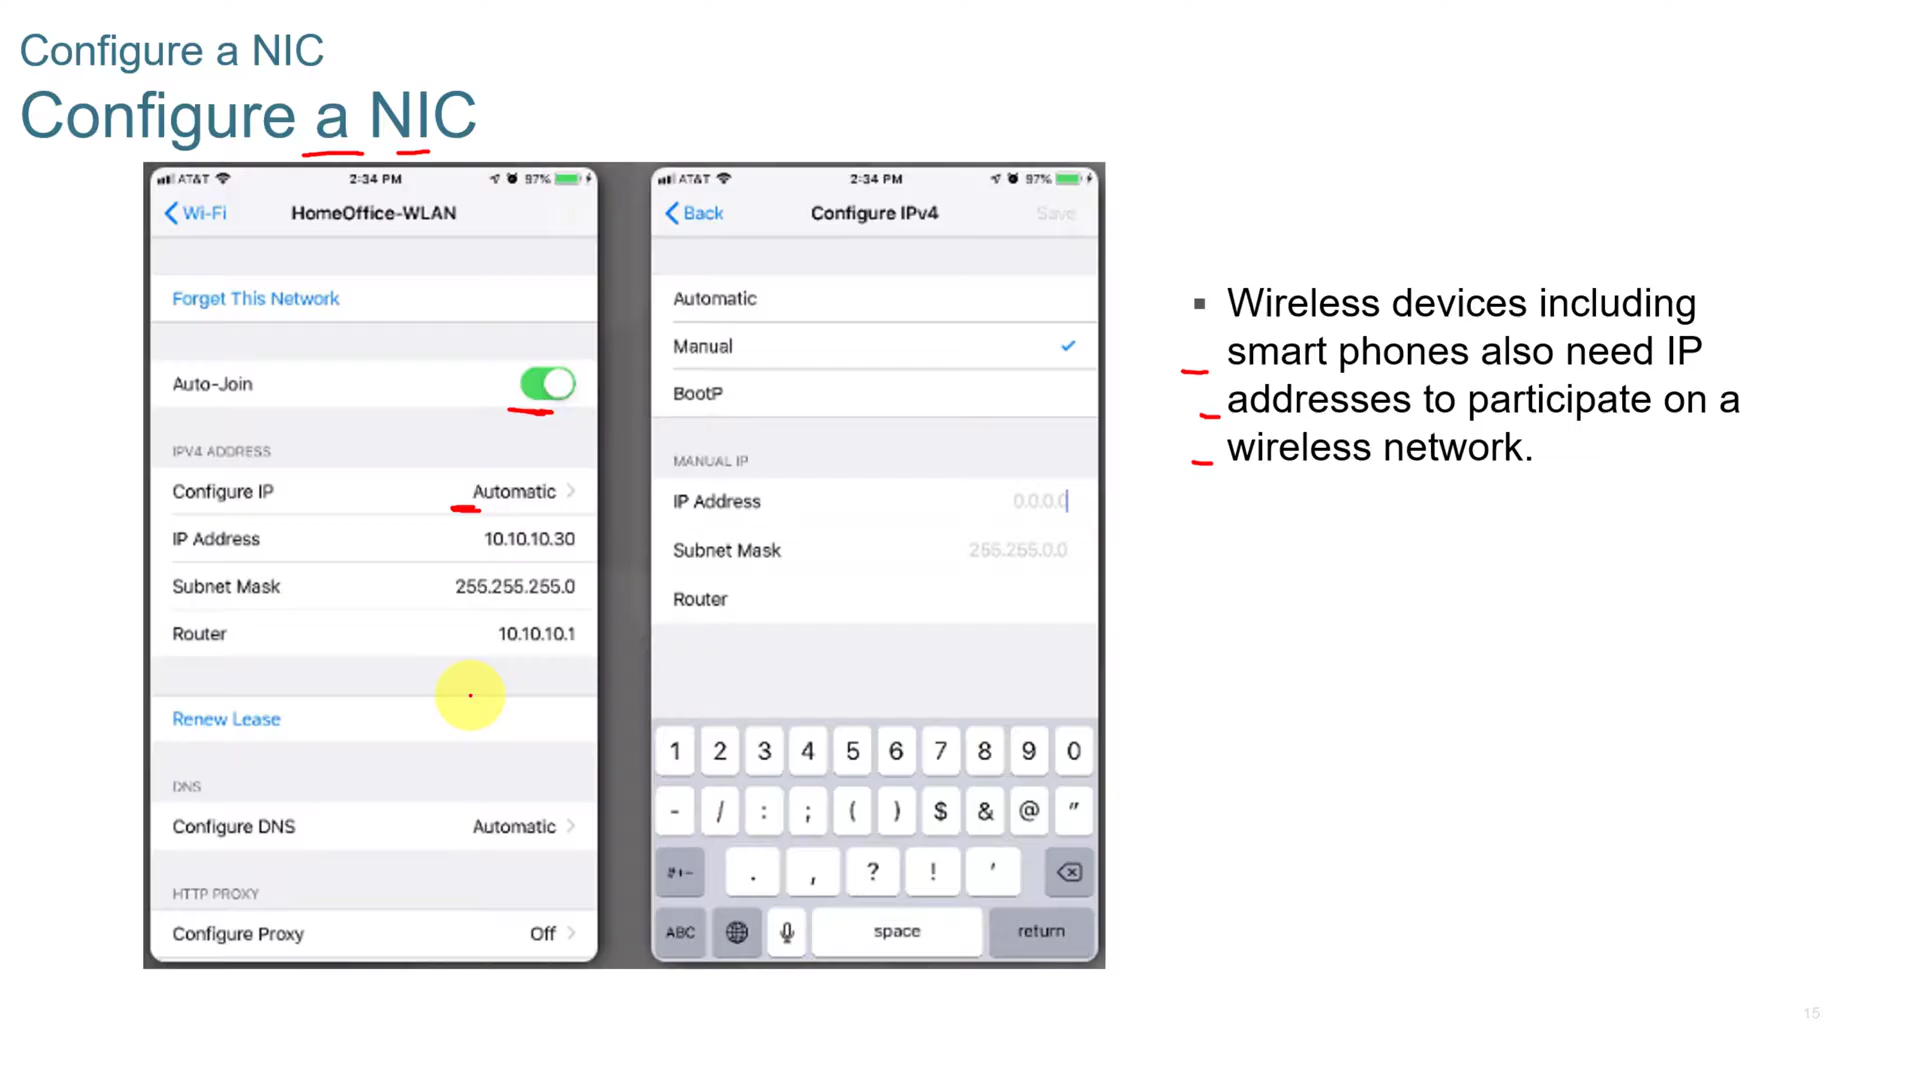 Configure a NIC
Configure a NIC
AT&T 2:34 PM 97%
Wi-Fi HomeOffice-WLAN
Forget This Network
Auto-Join
IPV4 ADDRESS
Configure IP Automatic
IP Address 10.10.10.30
Subnet Mask 255.255.255.0
Router 10.10.10.1
Renew Lease
DNS
Configure DNS Automatic
HTTP PROXY
Configure Proxy Off
AT&T 2:34 PM 97%
Back Configure IPv4 Save
Automatic
Manual
BootP
MANUAL IP
IP Address 0.0.0.0
Subnet Mask 255.255.0.0
Router
1 2 3 4 5 6 7 8 9 0
- / : ; ( ) $ & @ "
#+= . , ? ! '
ABC space return
▪ Wireless devices including
smart phones also need IP
addresses to participate on a
wireless network.
15